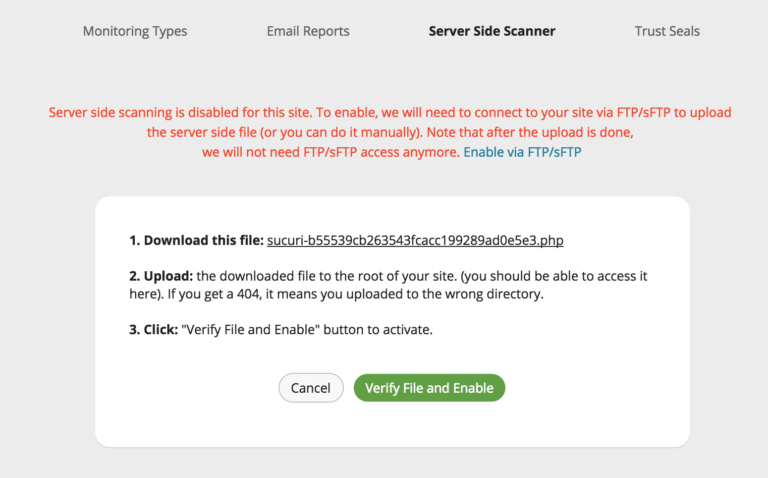 Monitoring Types Email Reports Server Side Scanner Trust Seals
Server side scanning is disabled for this site. To enable, we will need to connect to your site via FTP/sFTP to upload
the server side file (or you can do it manually). Note that after the upload is done,
we will not need FTP/sFTP access anymore. Enable via FTP/sFTP
1. Download this file: sucuri-b55539cb263543fcacc199289ad0e5e3.php
2. Upload: the downloaded file to the root of your site. (you should be able to access it
here). If you get a 404, it means you uploaded to the wrong directory.
3. Click: "Verify File and Enable" button to activate.
Cancel Verify File and Enable